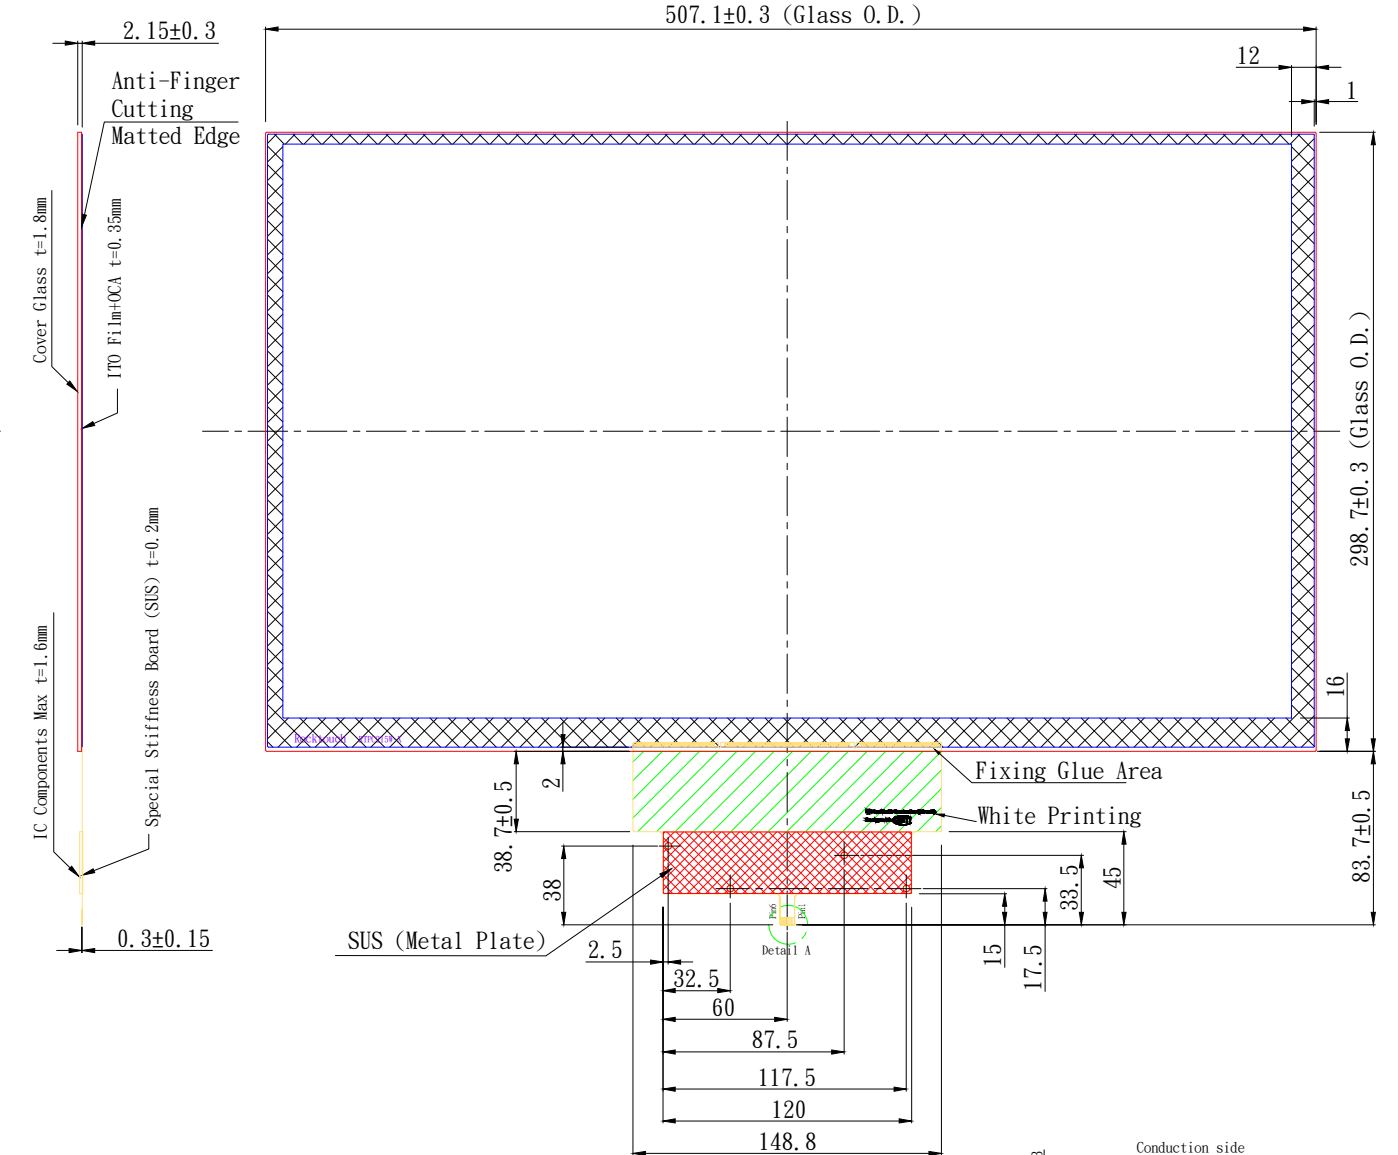 507.1±0.3 (Glass O.D.)
2.15±0.3
12
1
Anti-Finger
Cutting
Matted Edge
Cover Glass t=1.8mm
ITO Film+OCA t=0.35mm
298.7±0.3 (Glass O.D.)
IC Components Max t=1.6mm
Special Stiffness Board (SUS) t=0.2mm
16
Rocktouch
2
Fixing Glue Area
38.7±0.5
White Printing
83.7±0.5
38
33.5
45
Pin6
Pin1
SUS (Metal Plate)
0.3±0.15
Detail A
2.5
15
17.5
32.5
60
87.5
117.5
120
148.8
Conduction side